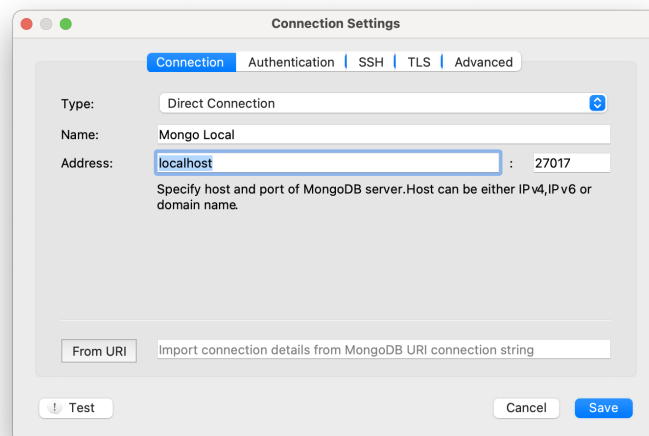 Connection Settings
Connection Authentication SSH TLS Advanced
Type: Direct Connection
Name: Mongo Local
Address: localhost : 27017
Specify host and port of MongoDB server.Host can be either IPv4,IPv6 or
domain name.
From URI Import connection details from MongoDB URI connection string
! Test Cancel Save